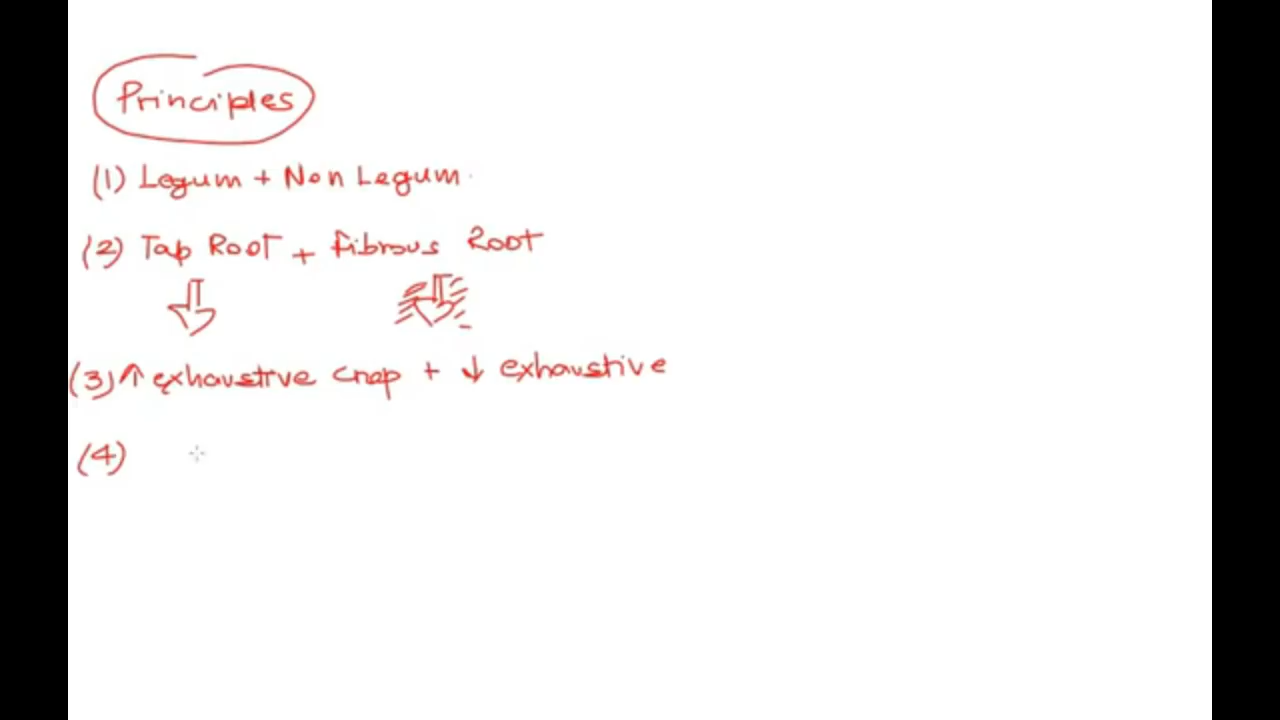 Principles
(1) Legum + Non Legum
(2) Tap Root + fibrous Root
(3) ↑ exhaustive crop + ↓ exhaustive
(4)